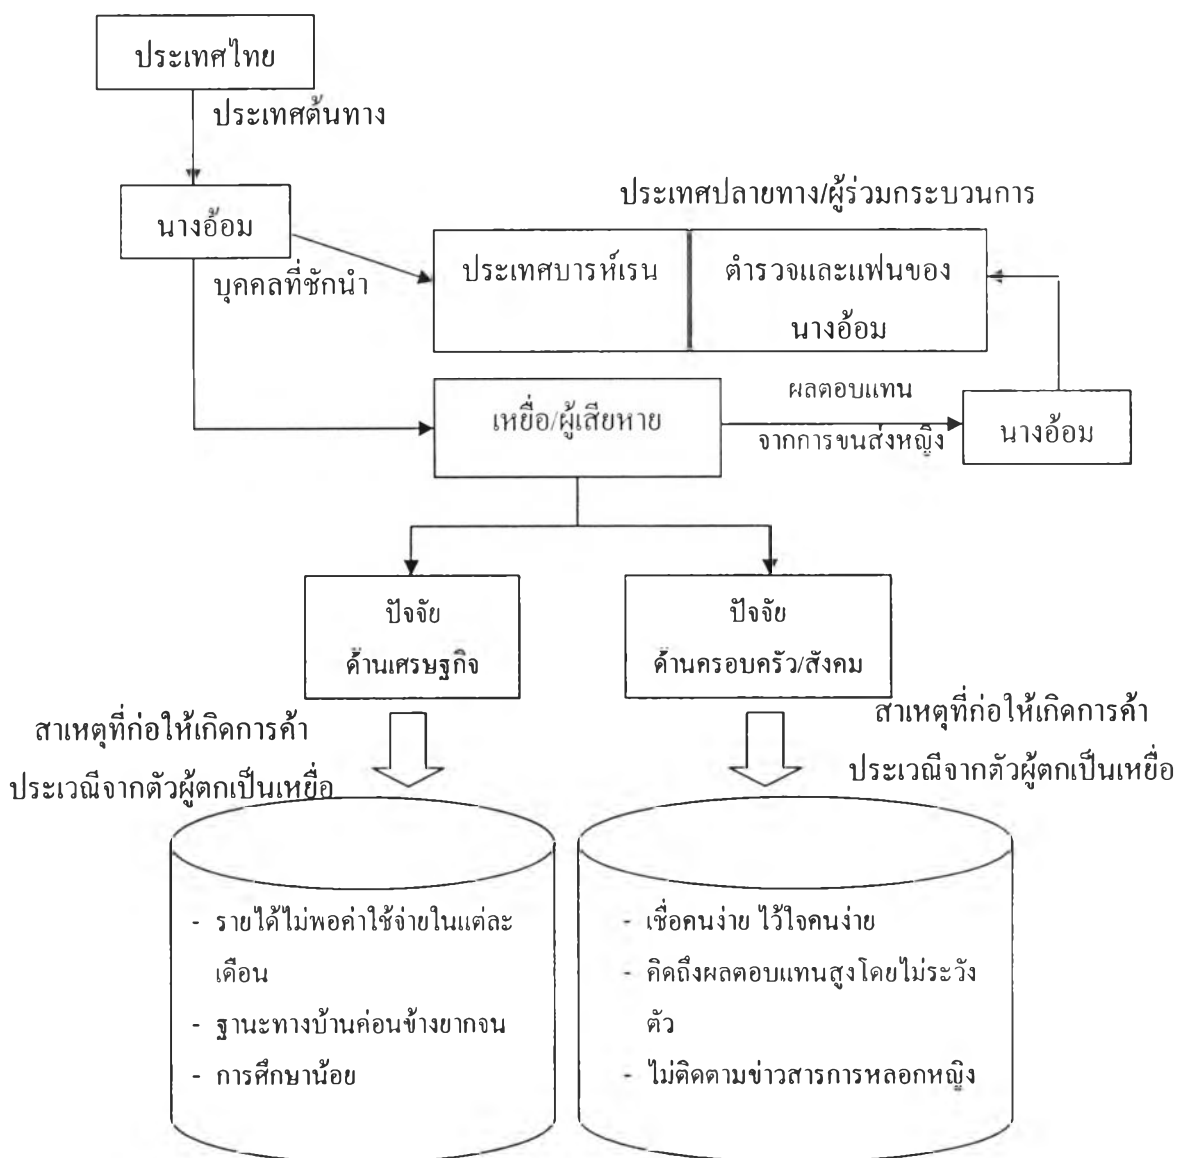 ประเทศไทย
ประเทศต้นทาง
นางอ้อม
บุคคลที่ชักนำ
ประเทศปลายทาง/ผู้ร่วมกระบวนการ
ประเทศบารห์เรน
ตำรวจและแฟนของ
นางอ้อม
เหยื่อ/ผู้เสียหาย
ผลตอบแทน
จากการขนส่งหญิง
นางอ้อม
ปัจจัย
ด้านเศรษฐกิจ
ปัจจัย
ด้านครอบครัว/สังคม
สาเหตุที่ก่อให้เกิดการค้า
ประเวณีจากตัวผู้ตกเป็นเหยื่อ
สาเหตุที่ก่อให้เกิดการค้า
ประเวณีจากตัวผู้ตกเป็นเหยื่อ
- รายได้ไม่พอค่าใช้จ่ายในแต่ละ
เดือน
- ฐานะทางบ้านค่อนข้างยากจน
- การศึกษาน้อย
- เชื่อคนง่าย ไว้ใจคนง่าย
- คิดถึงผลตอบแทนสูงโดยไม่ระวัง
ตัว
- ไม่ติดตามข่าวสารการหลอกหญิง